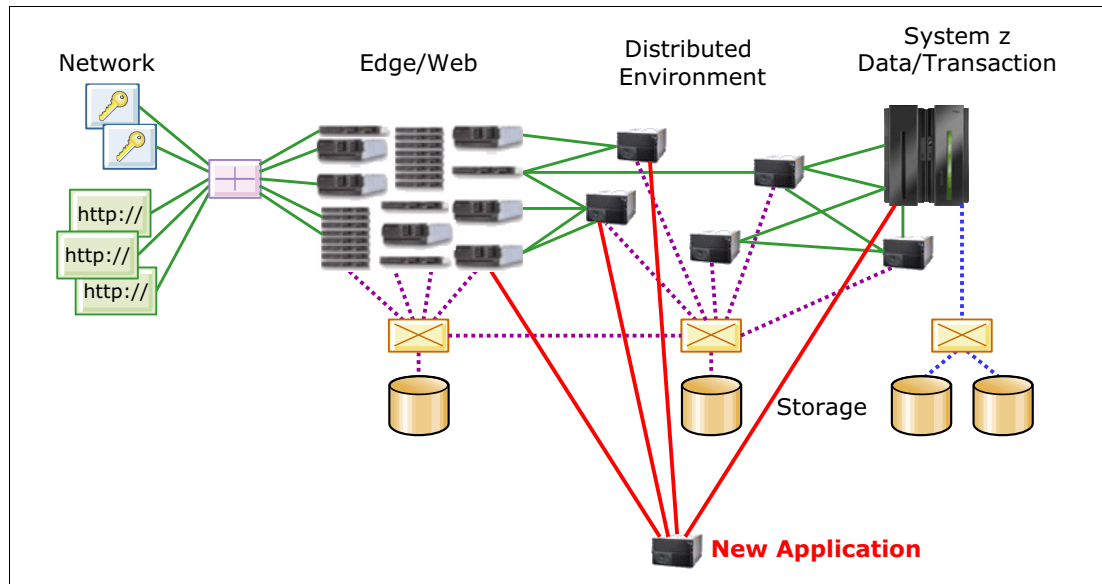 Network
Edge/Web
Distributed
Environment
System z
Data/Transaction
http://
http://
http://
Storage
New Application